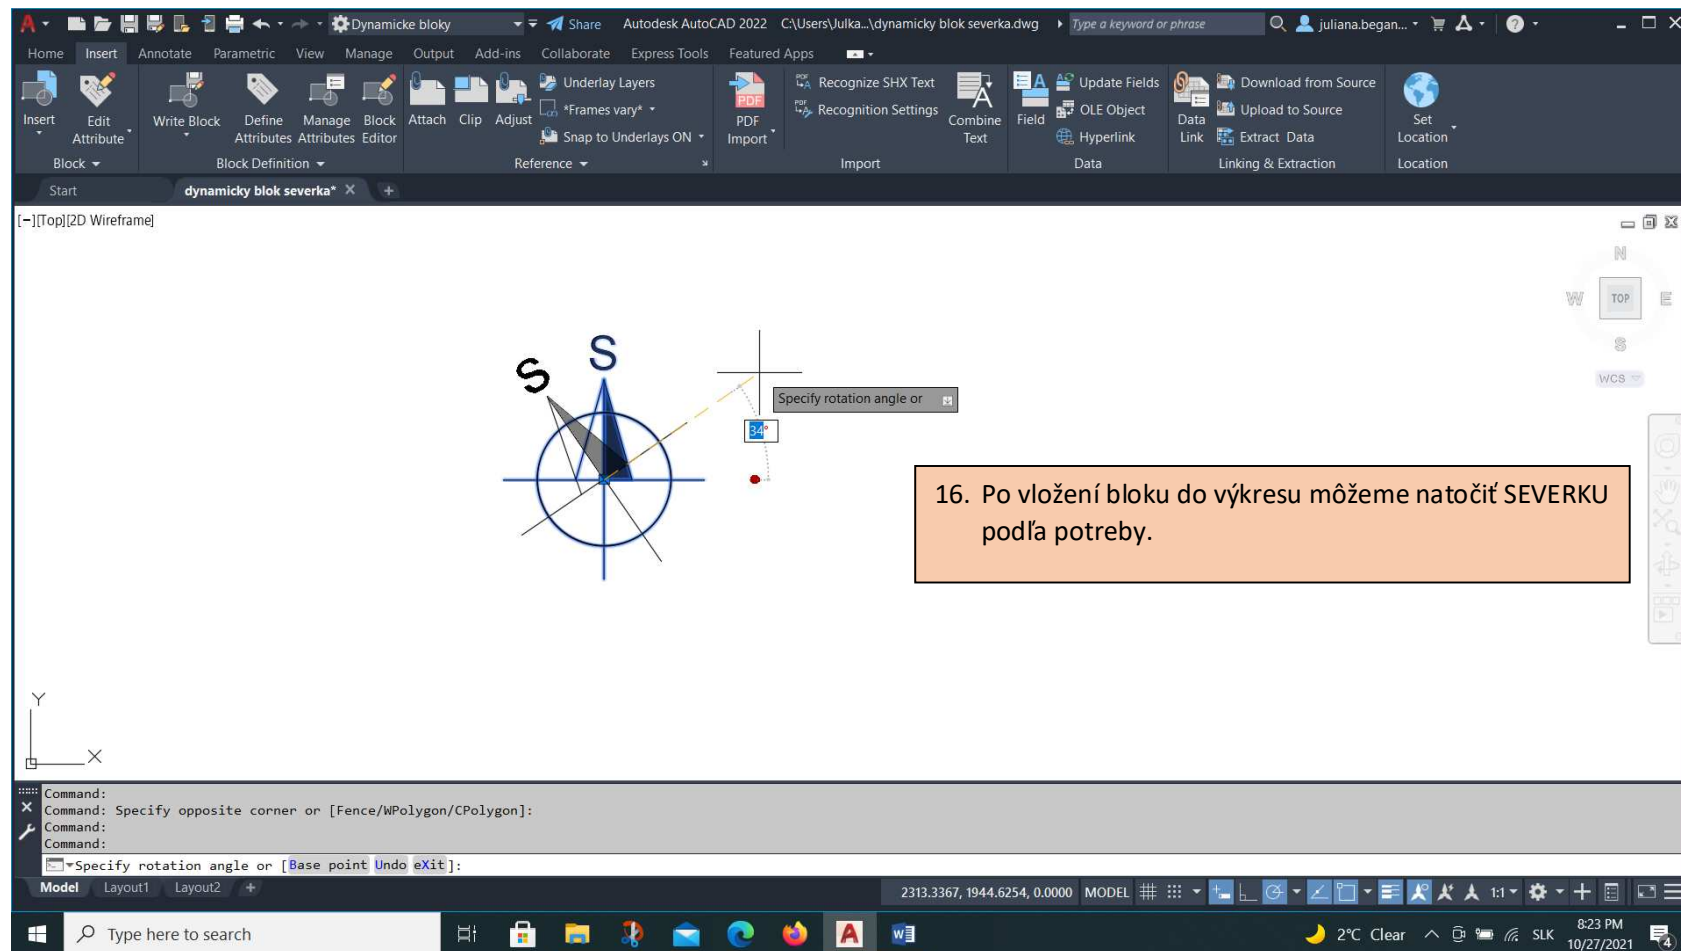 Dynamicke bloky Share Autodesk AutoCAD 2022 C:\Users\Julka...\dynamicky blok severka.dwg Type a keyword or phrase juliana.began...
Home Insert Annotate Parametric View Manage Output Add-ins Collaborate Express Tools Featured Apps
Insert
Edit
Attribute
Write Block
Define
Attributes
Manage
Attributes
Block
Editor
Attach
Clip
Adjust
Underlay Layers
*Frames vary*
Snap to Underlays ON
PDF
Import
Recognize SHX Text
Recognition Settings
Combine
Text
Field
Update Fields
OLE Object
Hyperlink
Data
Link
Download from Source
Upload to Source
Extract Data
Set
Location
Block Block Definition Reference Import Data Linking & Extraction Location
Start dynamicky blok severka*
[−][Top][2D Wireframe]
N
W TOP E
S
WCS
S
S
Specify rotation angle or
34°
16. Po vložení bloku do výkresu môžeme natočiť SEVERKU
podľa potreby.
Y
X
Command:
Command: Specify opposite corner or [Fence/WPolygon/CPolygon]:
Command:
Command:
Specify rotation angle or [Base point Undo eXit]:
Model Layout1 Layout2 + 2313.3367, 1944.6254, 0.0000 MODEL 1:1
Type here to search
2°C Clear SLK
8:23 PM
10/27/2021
4